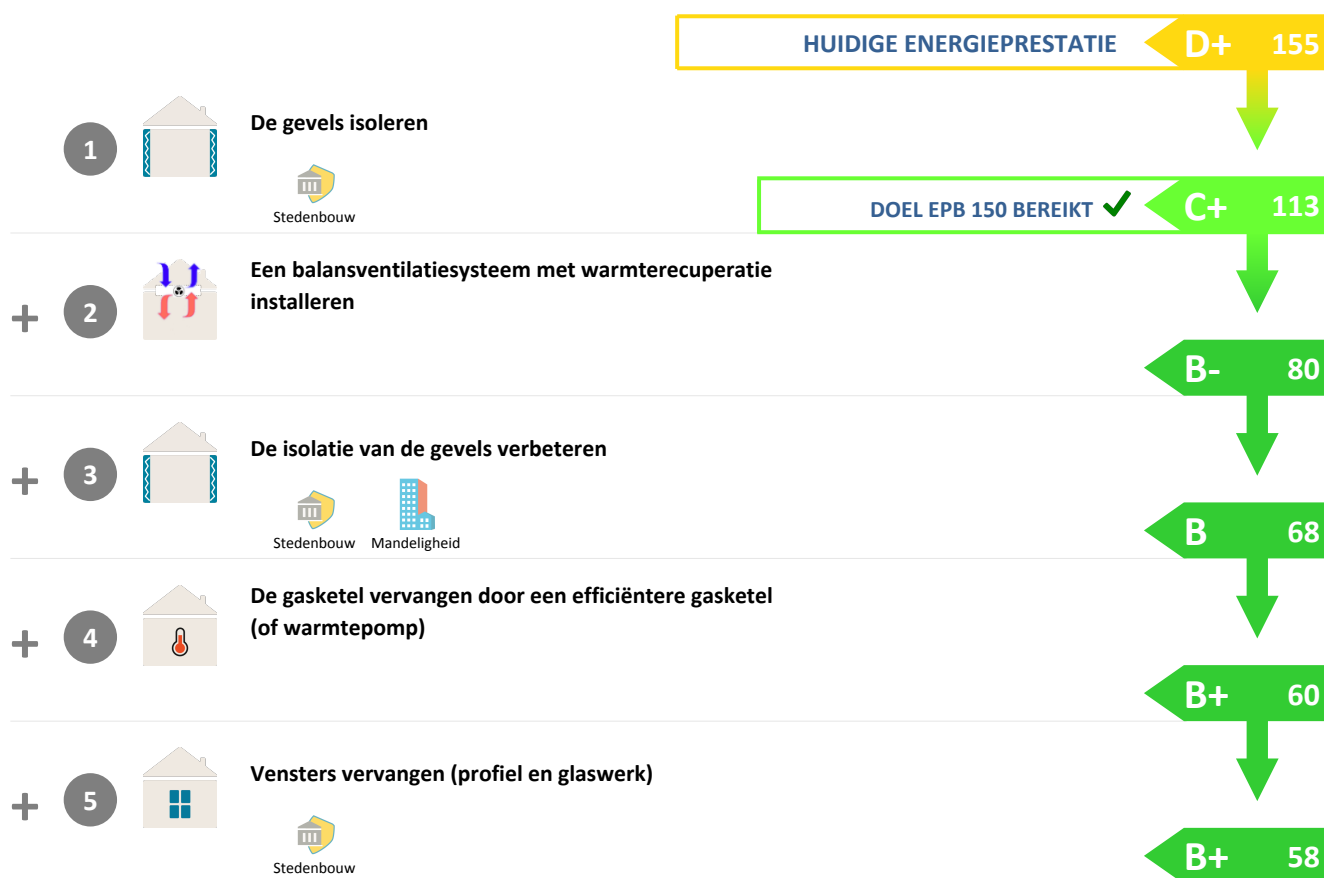 HUIDIGE ENERGIEPRESTATIE D+ 155
1 De gevels isoleren
Stedenbouw
DOEL EPB 150 BEREIKT ✔ C+ 113
Een balansventilatiesysteem met warmterecuperatie
+ 2 installeren
B- 80
+ 3 De isolatie van de gevels verbeteren
Stedenbouw Mandeligheid
B 68
De gasketel vervangen door een efficiëntere gasketel
+ 4 (of warmtepomp)
B+ 60
+ 5 Vensters vervangen (profiel en glaswerk)
Stedenbouw
B+ 58